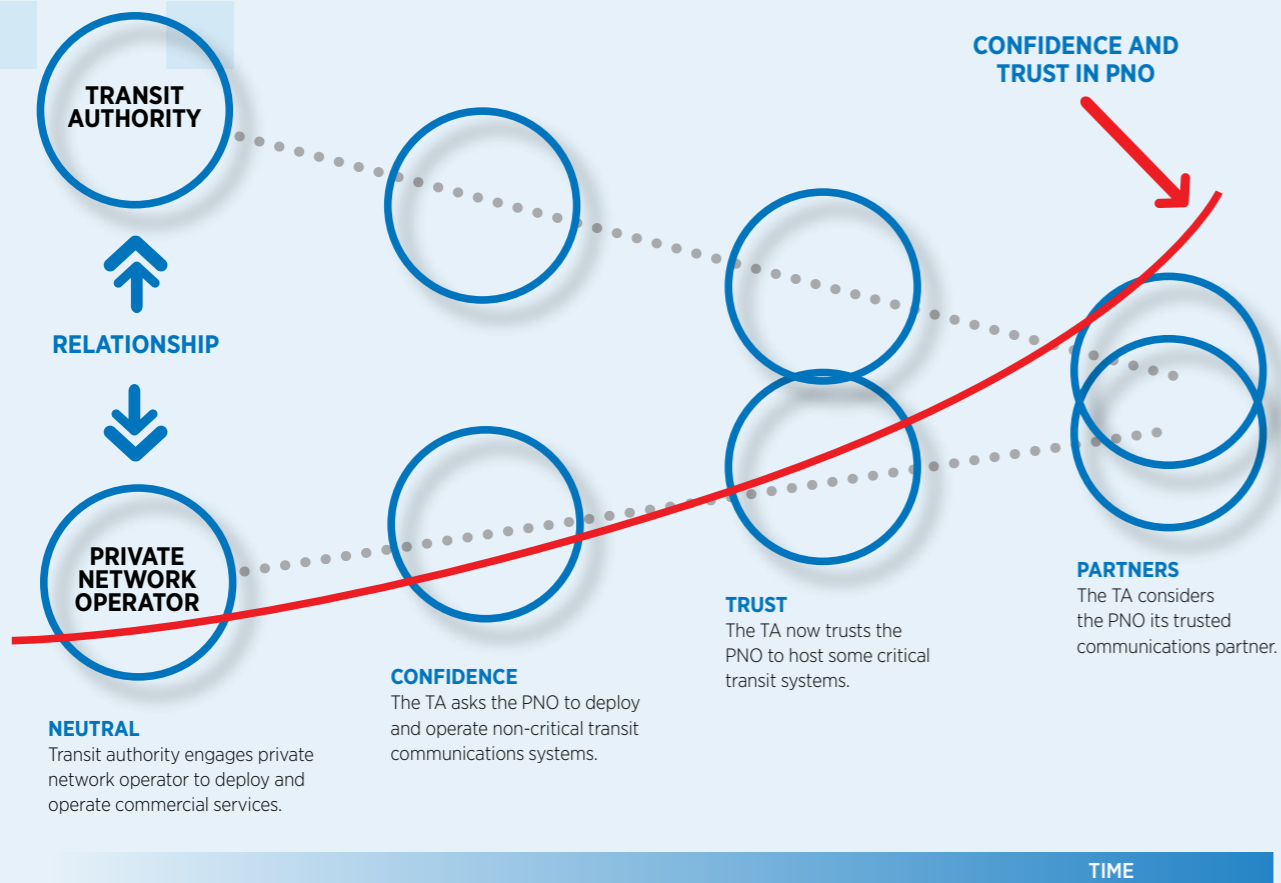 TRANSIT
AUTHORITY
CONFIDENCE AND
TRUST IN PNO
RELATIONSHIP
PRIVATE
NETWORK
OPERATOR
NEUTRAL
Transit authority engages private
network operator to deploy and
operate commercial services.
CONFIDENCE
The TA asks the PNO to deploy
and operate non-critical transit
communications systems.
TRUST
The TA now trusts the
PNO to host some critical
transit systems.
PARTNERS
The TA considers
the PNO its trusted
communications partner.
TIME